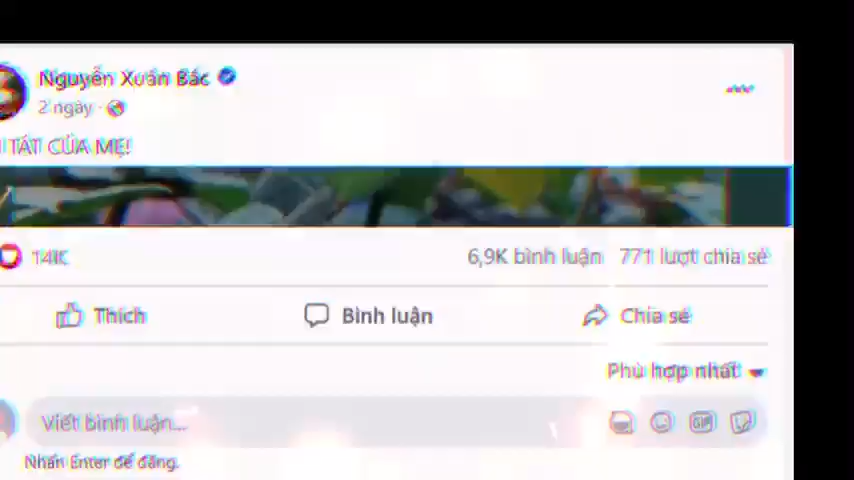 Nguyễn Xuân Bắc
2 ngày
TÁT CỦA MẸ!
14K
6,9K bình luận 771 lượt chia sẻ
Thích
Bình luận
Chia sẻ
Phù hợp nhất
Viết bình luận...
GIF
Nhấn Enter để đăng.